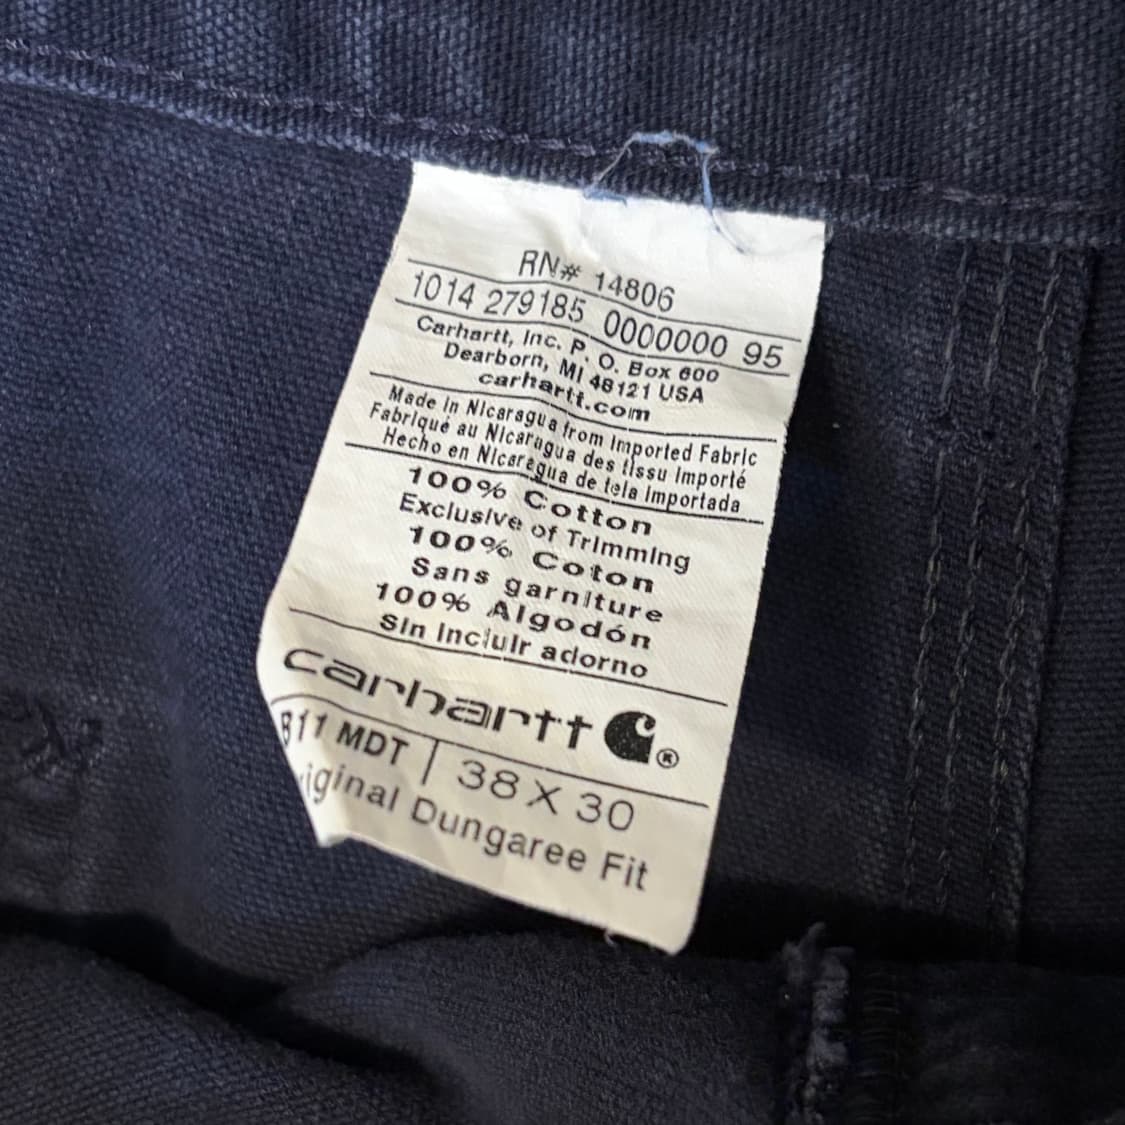 RN# 14806
1014 279185 0000000 95
Carhartt, Inc. P. O. Box 600
Dearborn, MI 48121 USA
carhartt.com
Made in Nicaragua from Imported Fabric
Fabriqué au Nicaragua des tissu importé
Hecho en Nicaragua de tela importada
100% Cotton
Exclusive of Trimming
100% Coton
Sans garniture
100% Algodón
Sin incluir adorno
carhartt ®
B11 MDT | 38 X 30
iginal Dungaree Fit